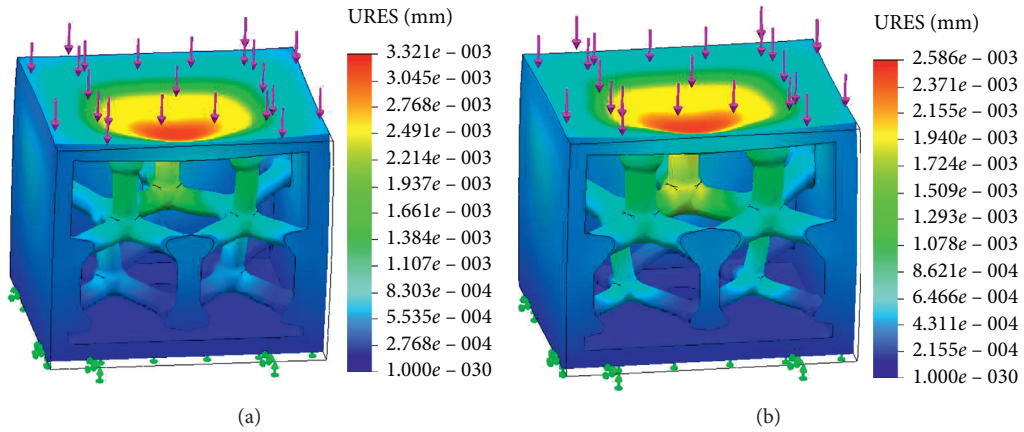 URES (mm)
3.321e – 003
3.045e – 003
2.768e – 003
2.491e – 003
2.214e – 003
1.937e – 003
1.661e – 003
1.384e – 003
1.107e – 003
8.303e – 004
5.535e – 004
2.768e – 004
1.000e – 030
(a)
URES (mm)
2.586e – 003
2.371e – 003
2.155e – 003
1.940e – 003
1.724e – 003
1.509e – 003
1.293e – 003
1.078e – 003
8.621e – 004
6.466e – 004
4.311e – 004
2.155e – 004
1.000e – 030
(b)